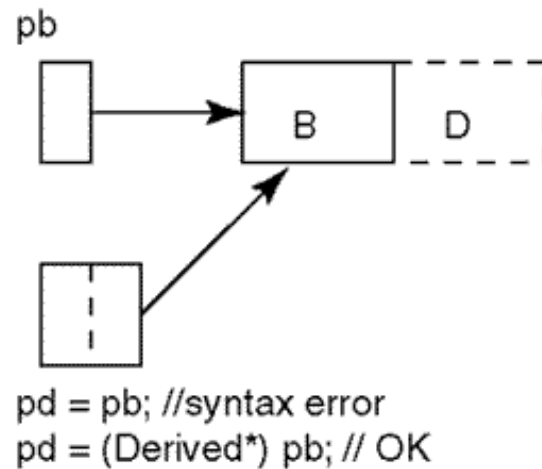 pb
B
D
pd = pb; //syntax error
pd = (Derived*) pb; // OK